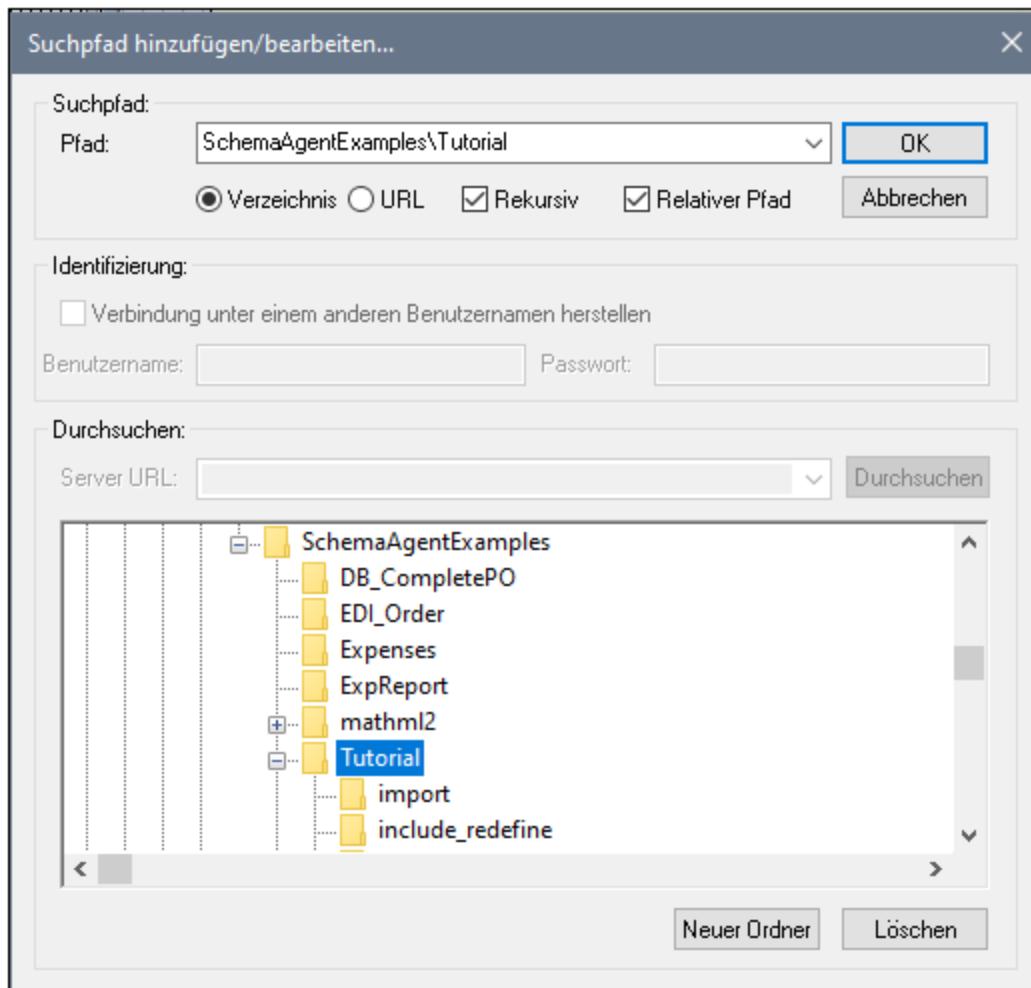 Suchpfad hinzufügen/bearbeiten...
Suchpfad:
Pfad: SchemaAgentExamples\Tutorial OK
Verzeichnis URL Rekursiv Relativer Pfad Abbrechen
Identifizierung:
Verbindung unter einem anderen Benutzernamen herstellen
Benutzername: Passwort:
Durchsuchen:
Server URL: Durchsuchen
SchemaAgentExamples
DB_CompletePO
EDI_Order
Expenses
ExpReport
mathml2
Tutorial
import
include_redefine
Neuer Ordner Löschen